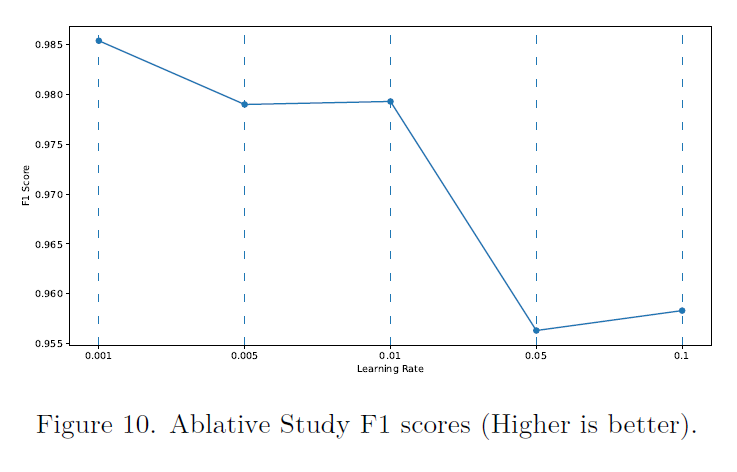 0.985
0.980
0.975
0.970
0.965
0.960
0.955
F1 Score
0.001 0.005 0.01 0.05 0.1
Learning Rate
Figure 10. Ablative Study F1 scores (Higher is better).